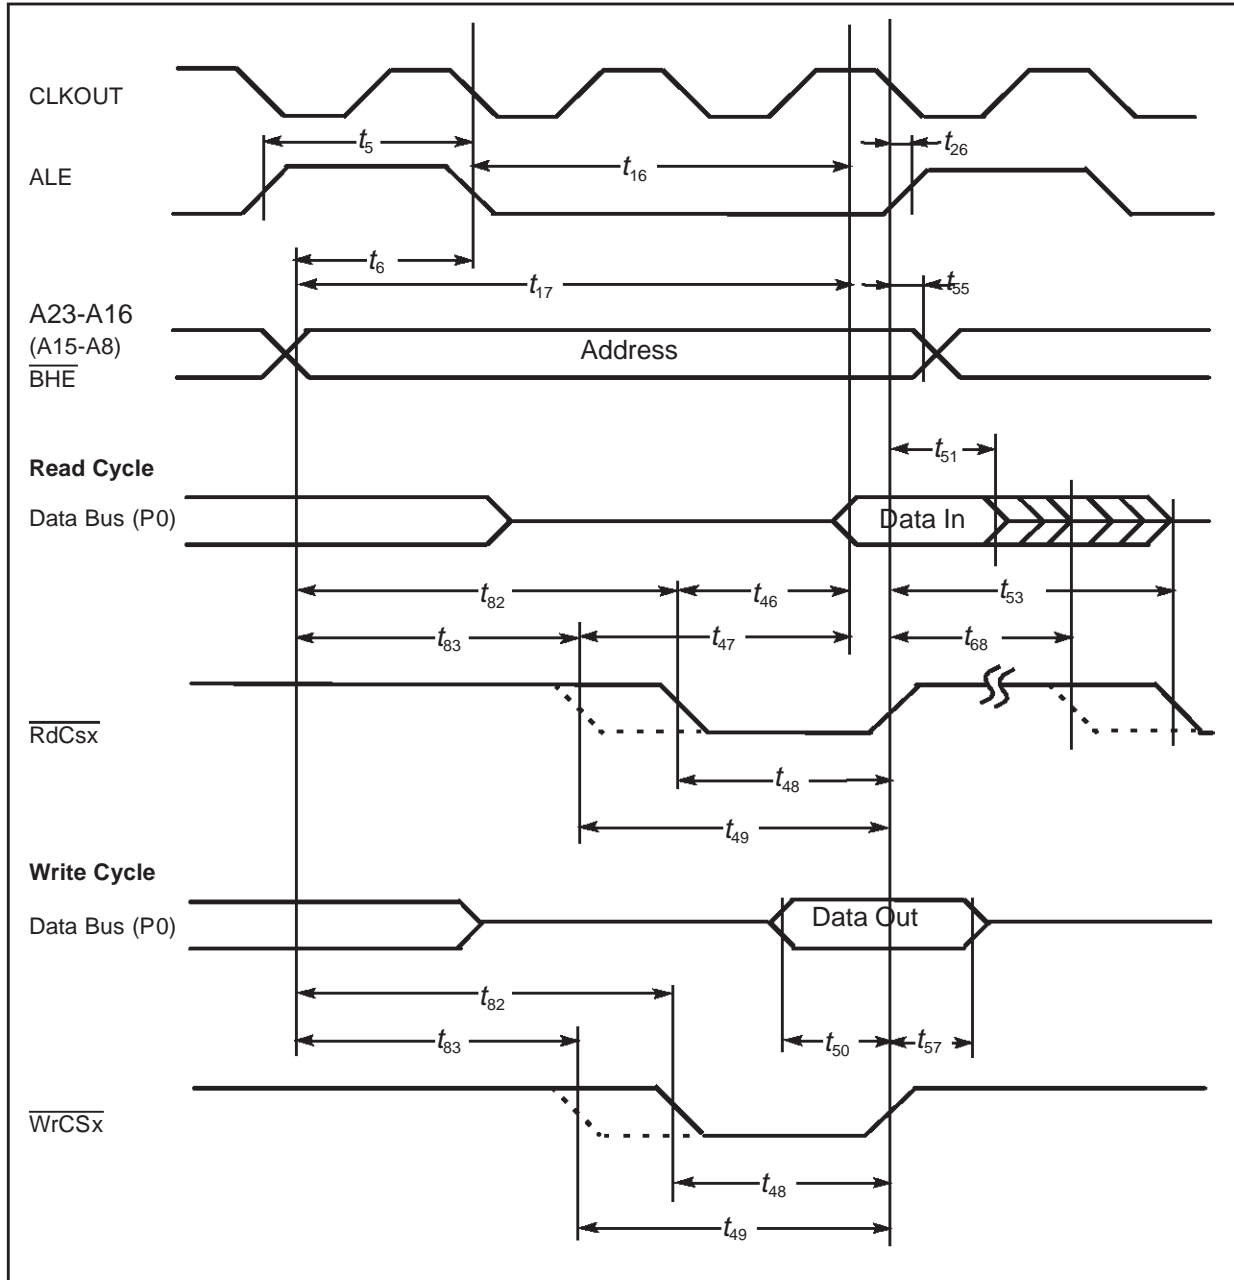 CLKOUT
t5
t26
ALE
t16
t6
t17
t55
A23-A16
(A15-A8)
Address
BHE
t51
Read Cycle
Data Bus (P0)
Data In
t82
t46
t53
t83
t47
t68
RdCsx
t48
t49
Write Cycle
Data Bus (P0)
Data Out
t82
t83
t50
t57
WrCSx
t48
t49